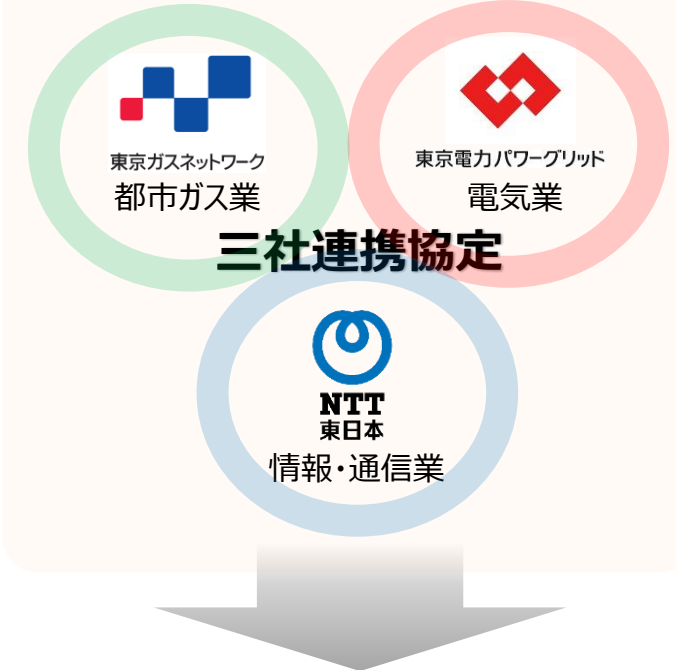 東京ガスネットワーク
都市ガス業
東京電力パワーグリッド
電気業
三社連携協定
NTT
東日本
情報・通信業